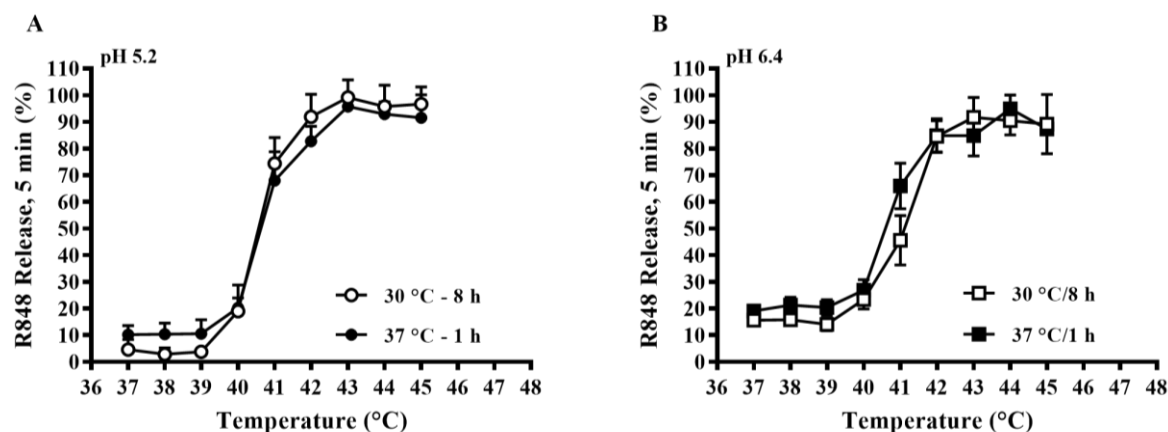 A
pH 5.2
R848 Release, 5 min (%)
110
100
90
80
70
60
50
40
30
20
10
0
30 °C - 8 h
37 °C - 1 h
36 37 38 39 40 41 42 43 44 45 46 47 48
Temperature (°C)
B
pH 6.4
R848 Release, 5 min (%)
110
100
90
80
70
60
50
40
30
20
10
0
30 °C/8 h
37 °C/1 h
36 37 38 39 40 41 42 43 44 45 46 47 48
Temperature (°C)